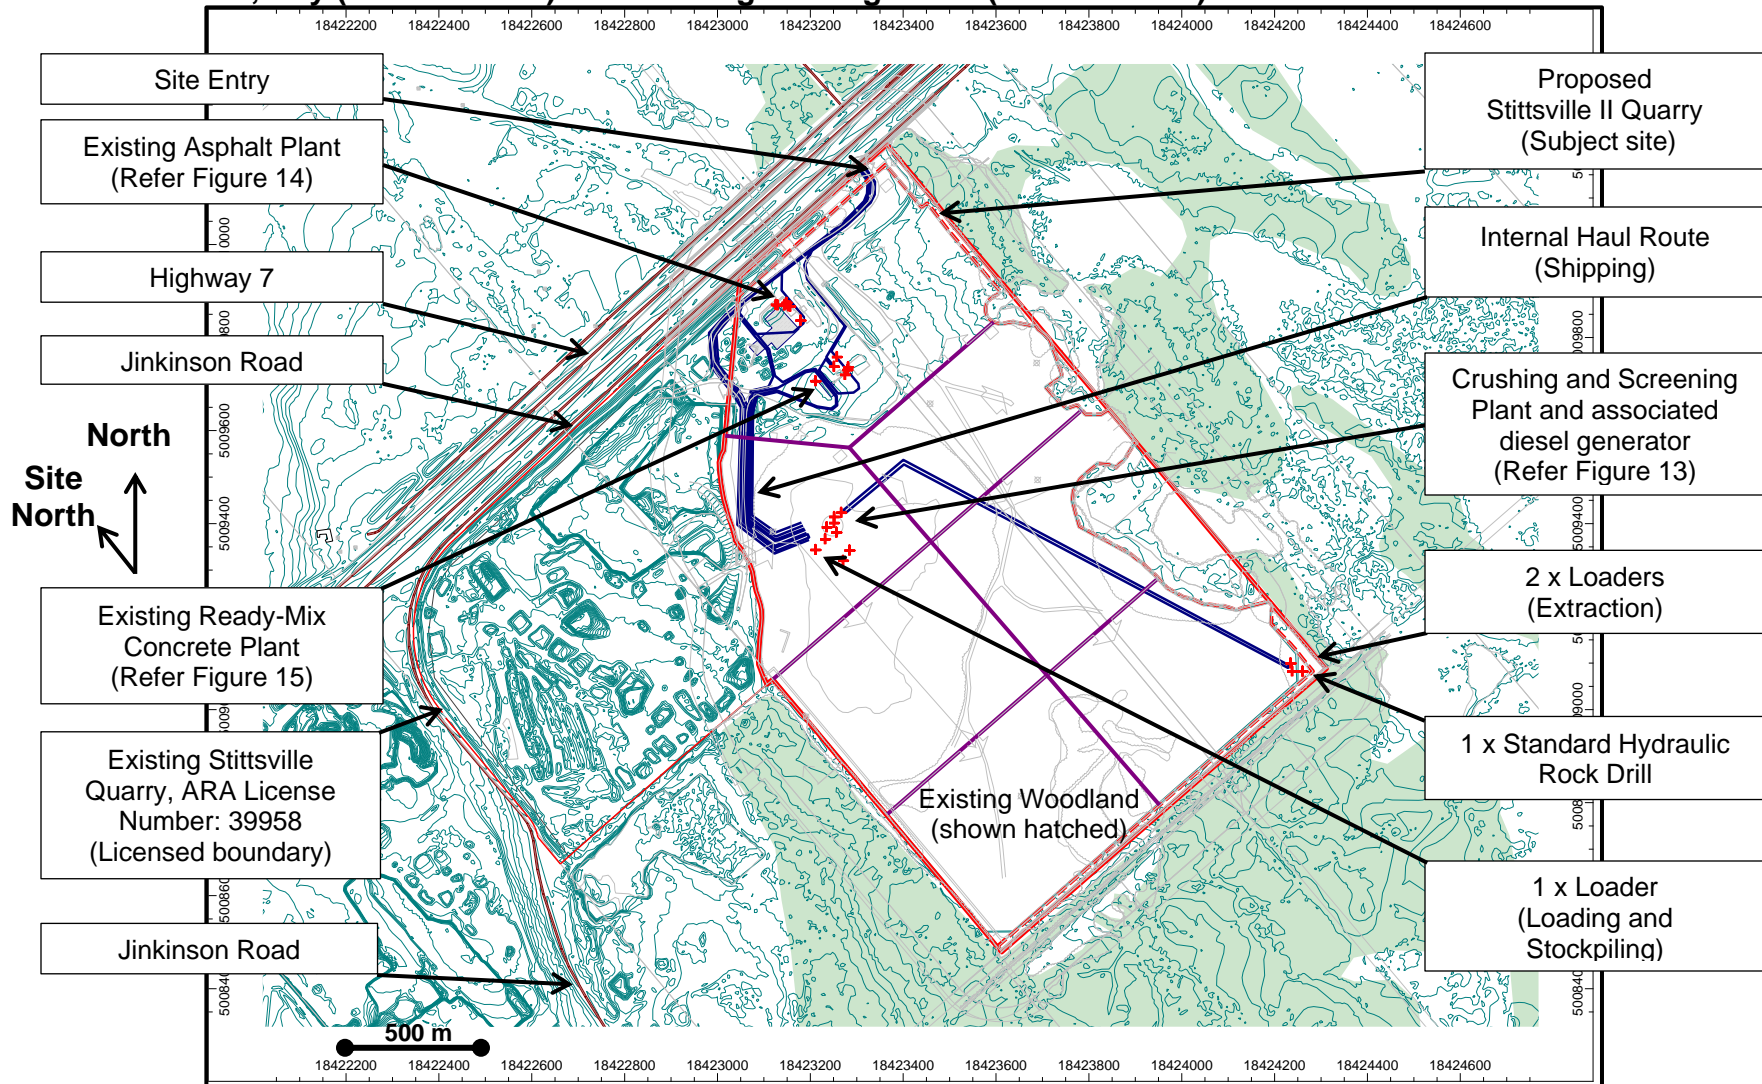 18422200 18422400 18422600 18422800 18423000 18423200 18423400 18423600 18423800 18424000 18424200 18424400 18424600
Site Entry
Existing Asphalt Plant
(Refer Figure 14)
Highway 7
Jinkinson Road
North
Site
North
Existing Ready-Mix
Concrete Plant
(Refer Figure 15)
Existing Stittsville
Quarry, ARA License
Number: 39958
(Licensed boundary)
Jinkinson Road
Proposed
Stittsville II Quarry
(Subject site)
Internal Haul Route
(Shipping)
Crushing and Screening
Plant and associated
diesel generator
(Refer Figure 13)
2 x Loaders
(Extraction)
1 x Standard Hydraulic
Rock Drill
1 x Loader
(Loading and
Stockpiling)
Existing Woodland
(shown hatched)
5009600
5009400
5009400
500 m
18422200 18422400 18422600 18422800 18423000 18423200 18423400 18423600 18423800 18424000 18424200 18424400 18424600